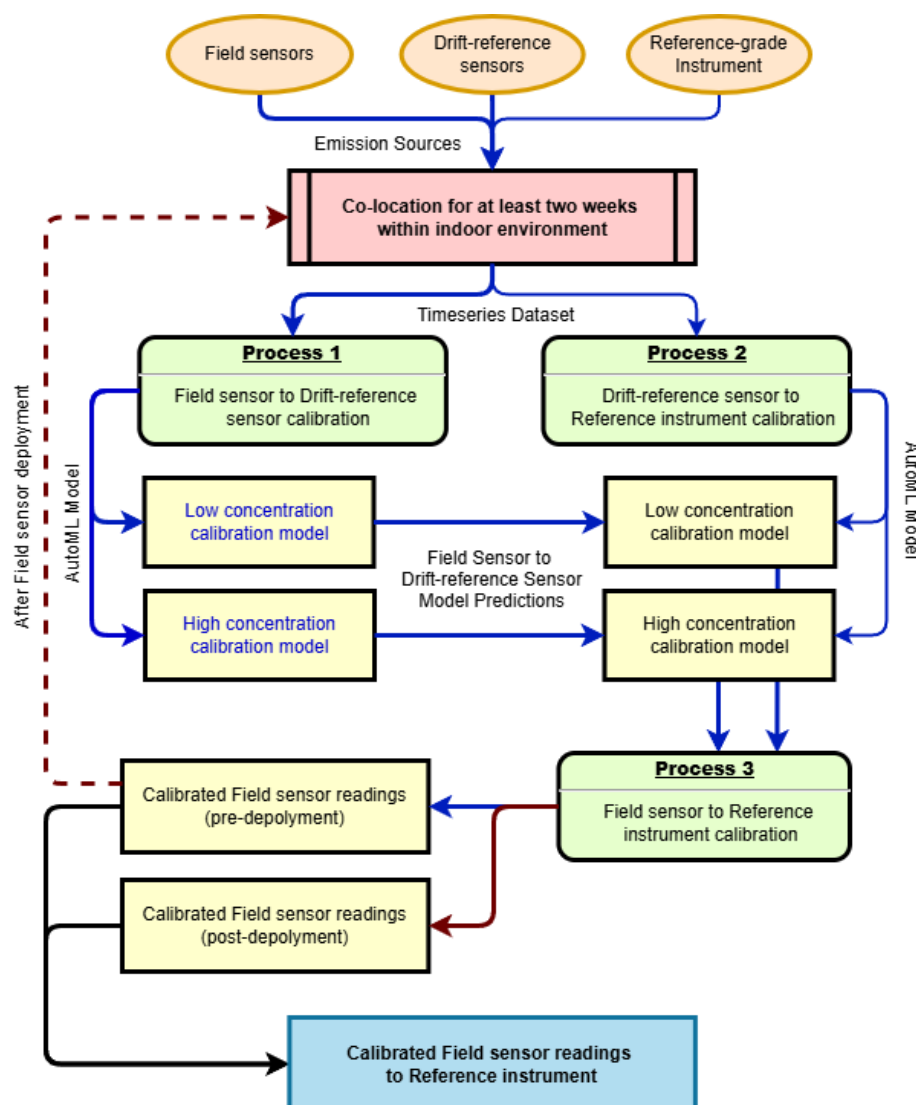 Field sensors
Drift-reference
sensors
Reference-grade
Instrument
Emission Sources
Co-location for at least two weeks
within indoor environment
Timeseries Dataset
Process 1
Field sensor to Drift-reference
sensor calibration
Process 2
Drift-reference sensor to
Reference instrument calibration
After Field sensor deployment
AutoML Model
AutoML Model
Low concentration
calibration model
Low concentration
calibration model
Field Sensor to
Drift-reference Sensor
Model Predictions
High concentration
calibration model
High concentration
calibration model
Process 3
Field sensor to Reference
instrument calibration
Calibrated Field sensor readings
(pre-depolyment)
Calibrated Field sensor readings
(post-depolyment)
Calibrated Field sensor readings
to Reference instrument